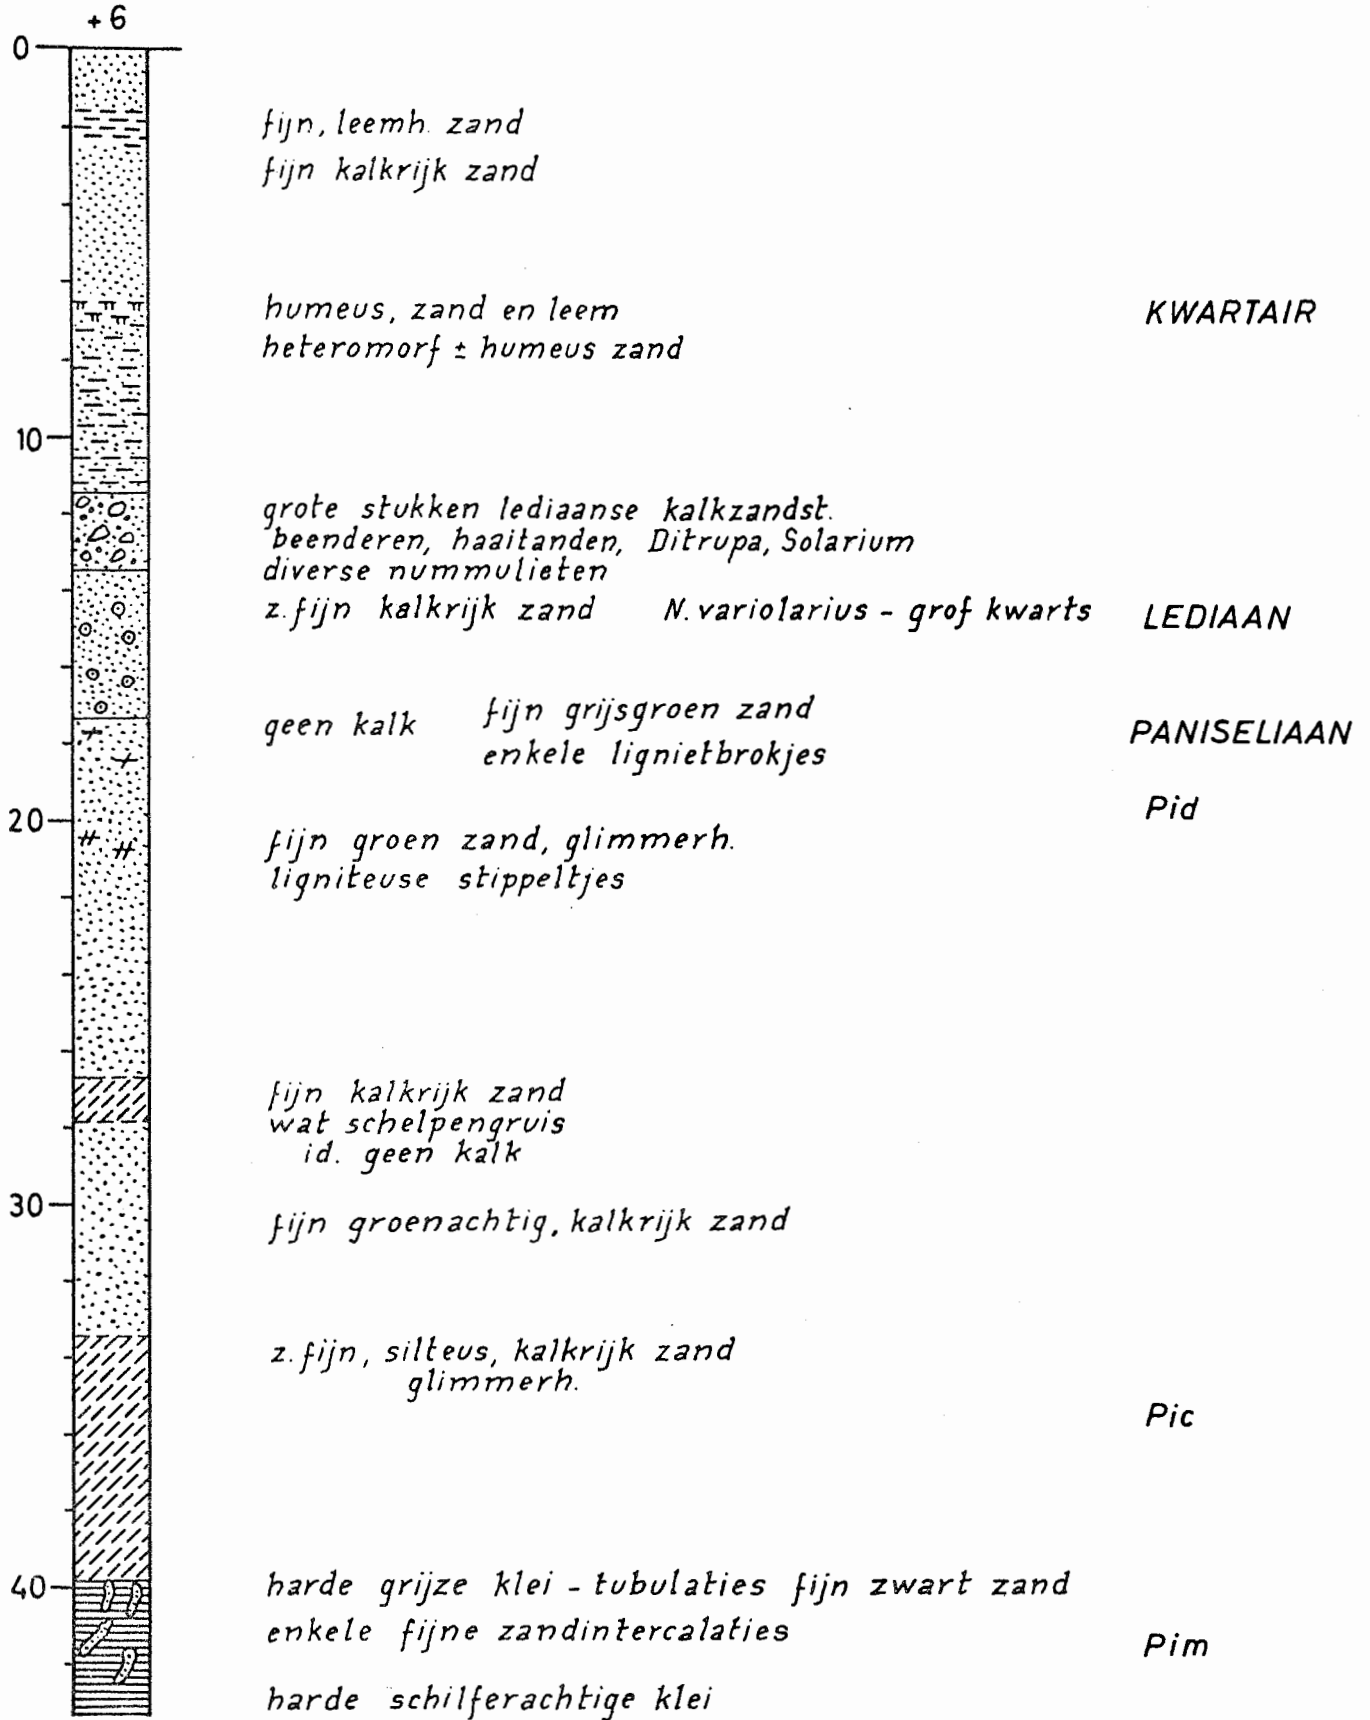 +6
0
fijn, leemh. zand
fijn kalkrijk zand
humeus, zand en leem
KWARTAIR
heteromorf ± humeus zand
10
grote stukken lediaanse kalkzandst.
beenderen, haaitanden, Ditrupa, Solarium
diverse nummulieten
z. fijn kalkrijk zand N. variolarius - grof kwarts
LEDIAAN
geen kalk
fijn grijsgroen zand
enkele lignietbrokjes
PANISELIAAN
Pid
20
fijn groen zand, glimmerh.
ligniteuse stippeltjes
fijn kalkrijk zand
wat schelpengruis
id. geen kalk
30
fijn groenachtig, kalkrijk zand
z. fijn, silteus, kalkrijk zand
glimmerh.
Pic
40
harde grijze klei - tubulaties fijn zwart zand
enkele fijne zandintercalaties
Pim
harde schilferachtige klei